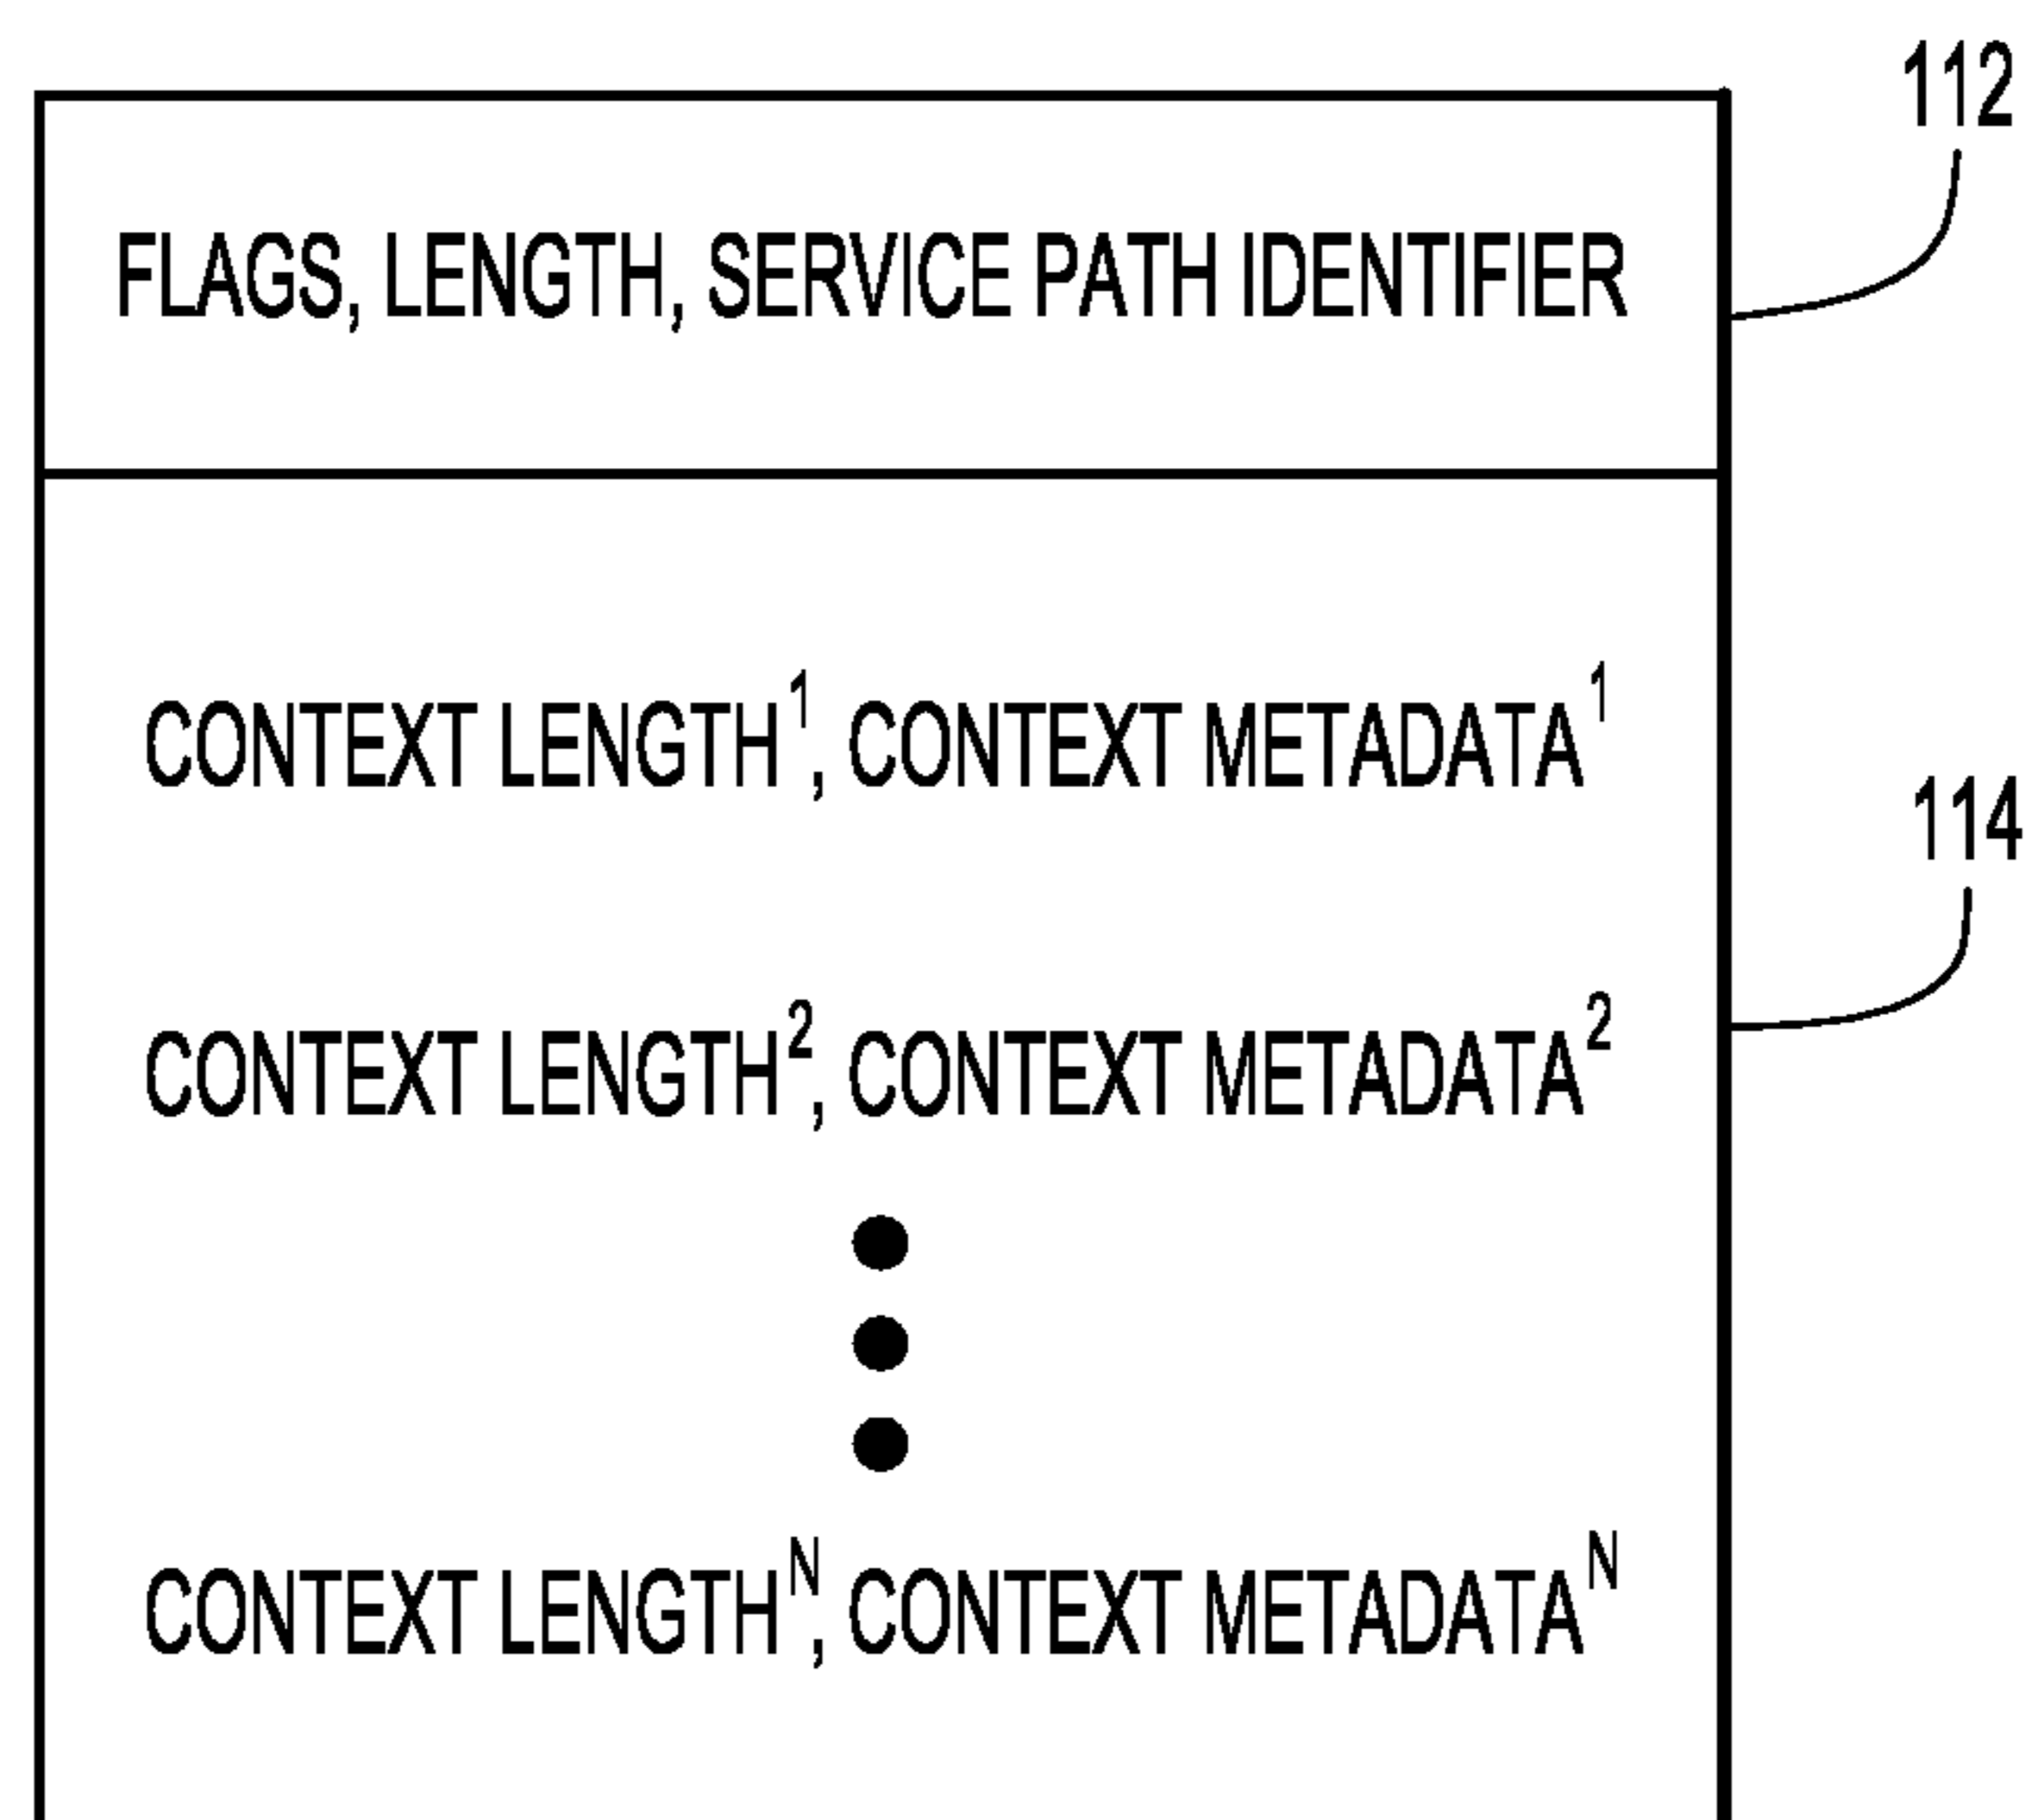 112
FLAGS, LENGTH, SERVICE PATH IDENTIFIER
CONTEXT LENGTH¹, CONTEXT METADATA¹
114
CONTEXT LENGTH², CONTEXT METADATA²
CONTEXT LENGTHᴺ, CONTEXT METADATAᴺ